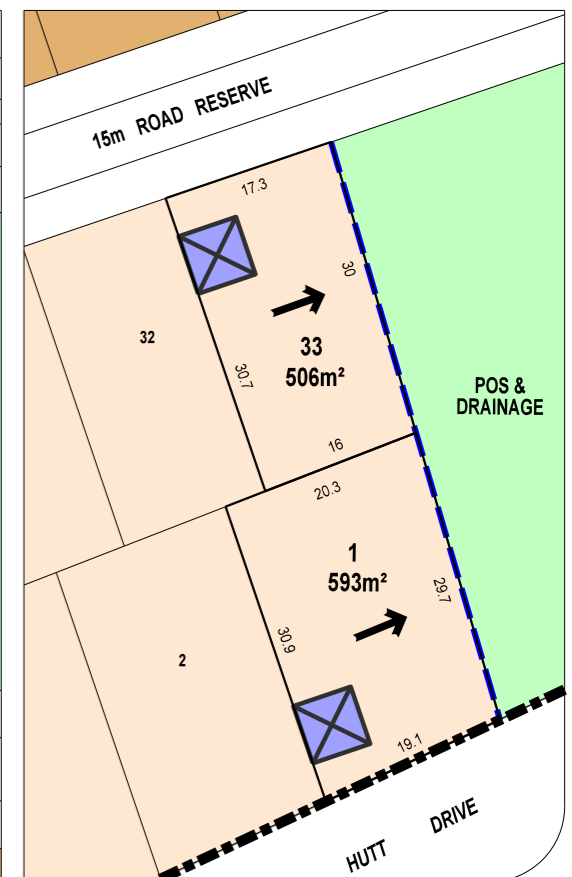 15m ROAD RESERVE
17.3
30
32
33
506m²
30.7
POS &
DRAINAGE
16
20.3
1
593m²
29.7
30.9
2
19.1
HUTT DRIVE